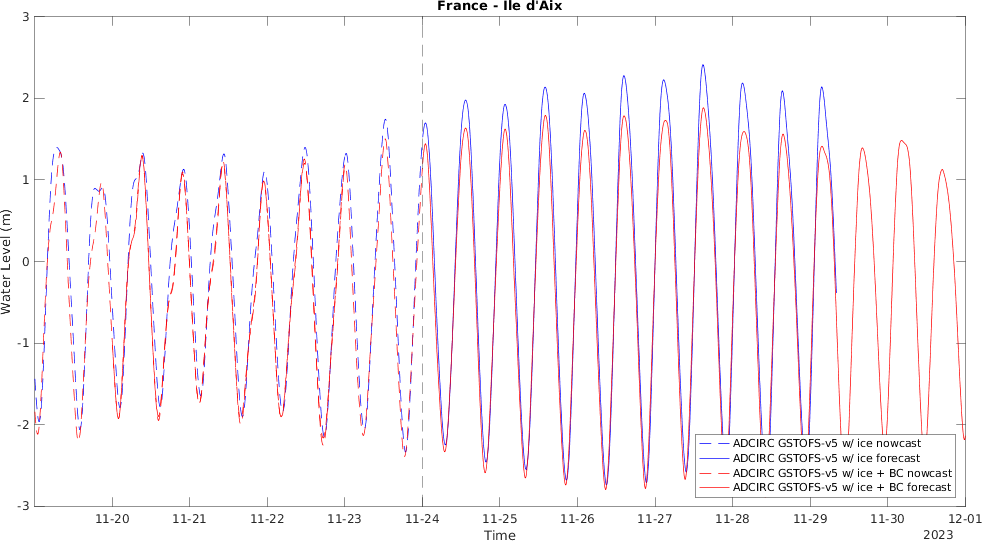 France - Ile d'Aix
3
2
1
0
-1
-2
-3
Water Level (m)
ADCIRC GSTOFS-v5 w/ ice nowcast
ADCIRC GSTOFS-v5 w/ ice forecast
ADCIRC GSTOFS-v5 w/ ice + BC nowcast
ADCIRC GSTOFS-v5 w/ ice + BC forecast
11-20 11-21 11-22 11-23 11-24 11-25 11-26 11-27 11-28 11-29 11-30 12-01
Time
2023